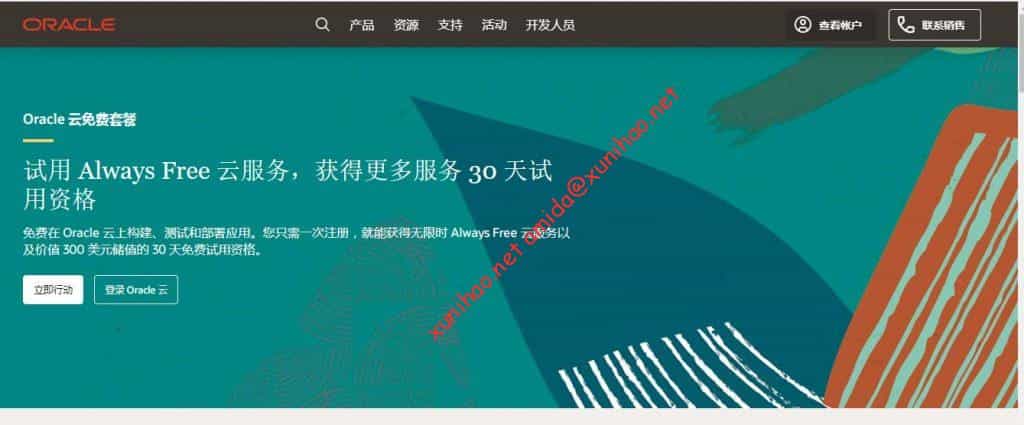 ORACLE
产品 资源 支持 活动 开发人员
查看帐户
联系销售
Oracle 云免费套餐
试用 Always Free 云服务，获得更多服务 30 天试
用资格
免费在 Oracle 云上构建、测试和部署应用。您只需一次注册，就能获得无限时 Always Free 云服务以
及价值 300 美元储值的 30 天免费试用资格。
立即行动
登录 Oracle 云
xunihao.net amida@xunihao.net